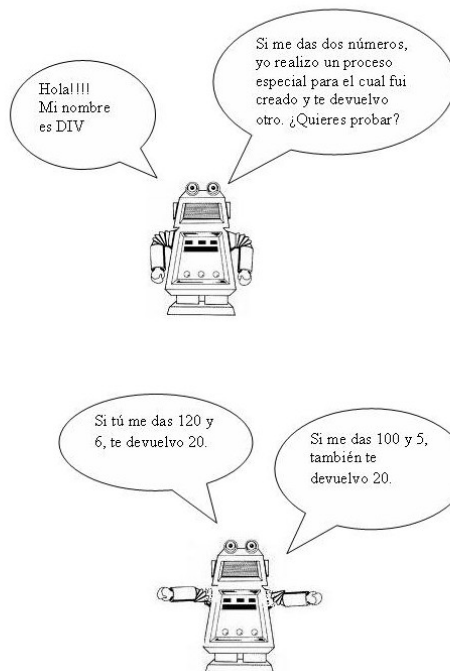 Hola!!!!
Mi nombre
es DIV
Si me das dos números,
yo realizo un proceso
especial para el cual fui
creado y te devuelvo
otro. ¿Quieres probar?
Si tú me das 120 y
6, te devuelvo 20.
Si me das 100 y 5,
también te
devuelvo 20.